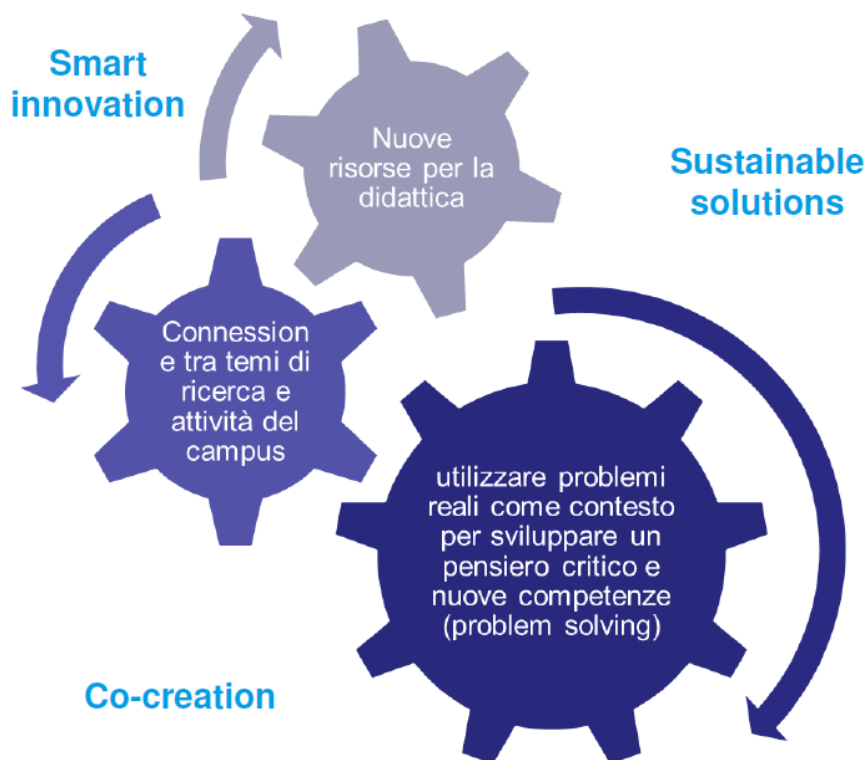 Smart
innovation
Nuove
risorse per la
didattica
Sustainable
solutions
Connession
e tra temi di
ricerca e
attività del
campus
utilizzare problemi
reali come contesto
per sviluppare un
pensiero critico e
nuove competenze
(problem solving)
Co-creation